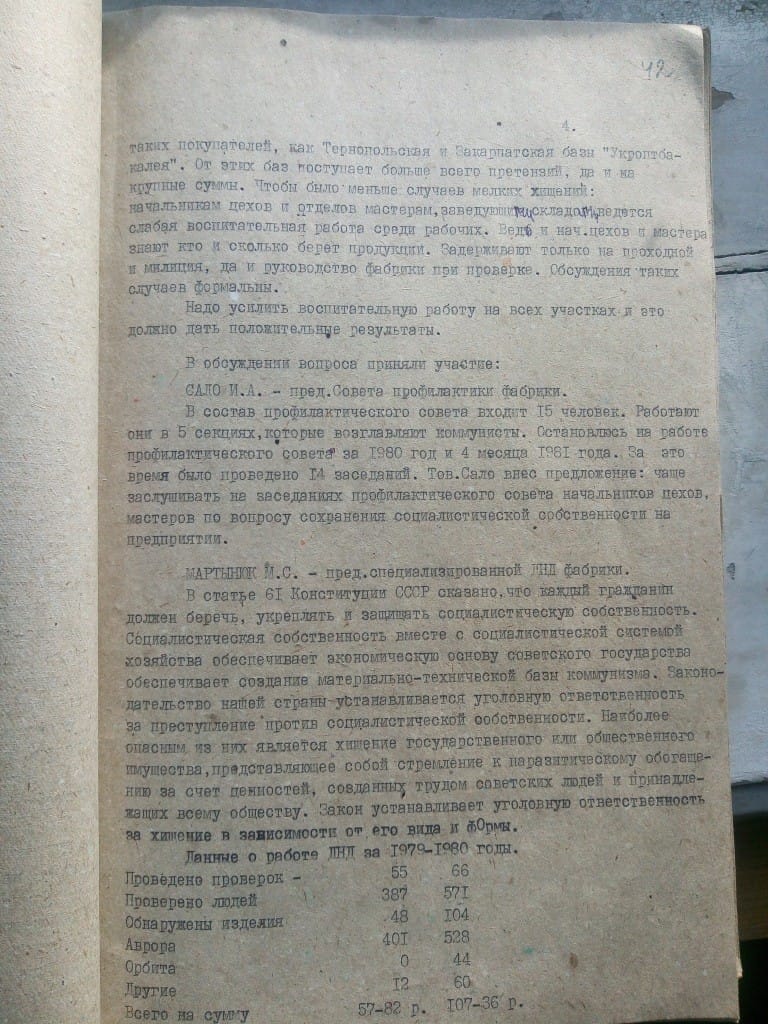 42
4.
таких покупателей, как Тернопольская и Закарпатская базы "Укроптба-
калея". От этих баз поступает больше всего претензий, да и на
крупные суммы. Чтобы было меньше случаев мелких хищений:
начальникам цехов и отделов мастерам,заведующими складами,ведется
слабая воспитательная работа среди рабочих. Ведь и нач.цехов и мастера
знают кто и сколько берет продукции. Задерживают только на проходной
и милиция, да и руководство фабрики при проверке. Обсуждения таких
случаев формальны.
Надо усилить воспитательную работу на всех участках и это
должно дать положительные результаты.
В обсуждении вопроса приняли участие:
САЛО И.А. - пред.Совета профилактики фабрики.
В состав профилактического совета входит 15 человек. Работают
они в 5 секциях,которые возглавляют коммунисты. Остановлюсь на работе
профилактического совета за 1980 год и 4 месяца 1981 года. За это
время было проведено 14 заседаний. Тов.Сало внес предложение: чаще
заслушивать на заседаниях профилактического совета начальников цехов,
мастеров по вопросу сохранения социалистической собственности на
предприятии.
МАРТЫНЮК М.С. - пред.специализированной ДНД фабрики.
В статье 61 Конституции СССР сказано,что каждый гражданин
должен беречь, укреплять и защищать социалистическую собственность.
Социалистическая собственность вместе с социалистической системой
хозяйства обеспечивает экономическую основу советского государства
обеспечивает создание материально-технической базы коммунизма. Законо-
дательство нашей страны устанавливается уголовную ответственность
за преступление против социалистической собственности. Наиболее
опасным из них является хищение государственного или общественного
имущества,представляющее собой стремление к паразитическому обогаще-
нию за счет ценностей, созданных трудом советских людей и принадле-
жащих всему обществу. Закон устанавливает уголовную ответственность
за хищение в зависимости от его вида и формы.
Данные о работе ДНД за 1979-1980 годы.
Проведено проверок - 55 66
Проверено людей 387 571
Обнаружены изделия 48 104
Аврора 401 528
Орбита 0 44
Другие 12 60
Всего на сумму 57-82 р. 107-36 р.